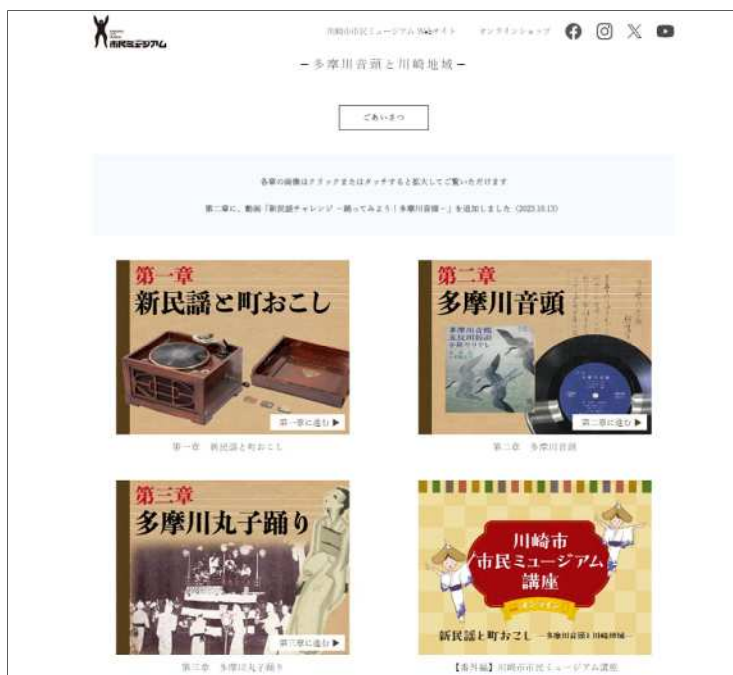 市民ミュージアム
川崎市市民ミュージアム Webサイト
オンラインショップ
ー多摩川音頭と川崎地域ー
ごあいさつ
各章の画像はクリックまたはタッチすると拡大してご覧いただけます
第二章に、動画「新民謡チャレンジ －踊ってみよう！多摩川音頭－」を追加しました（2023.10.13）
第一章
新民謡と町おこし
第一章に進む ▶
第一章　新民謡と町おこし
第二章
多摩川音頭
多摩川音頭
第二章に進む ▶
第二章　多摩川音頭
第三章
多摩川丸子踊り
第三章に進む ▶
第三章　多摩川丸子踊り
川崎市
市民ミュージアム
講座
オンライン
新民謡と町おこし ―多摩川音頭と川崎地域―
【番外編】川崎市市民ミュージアム講座